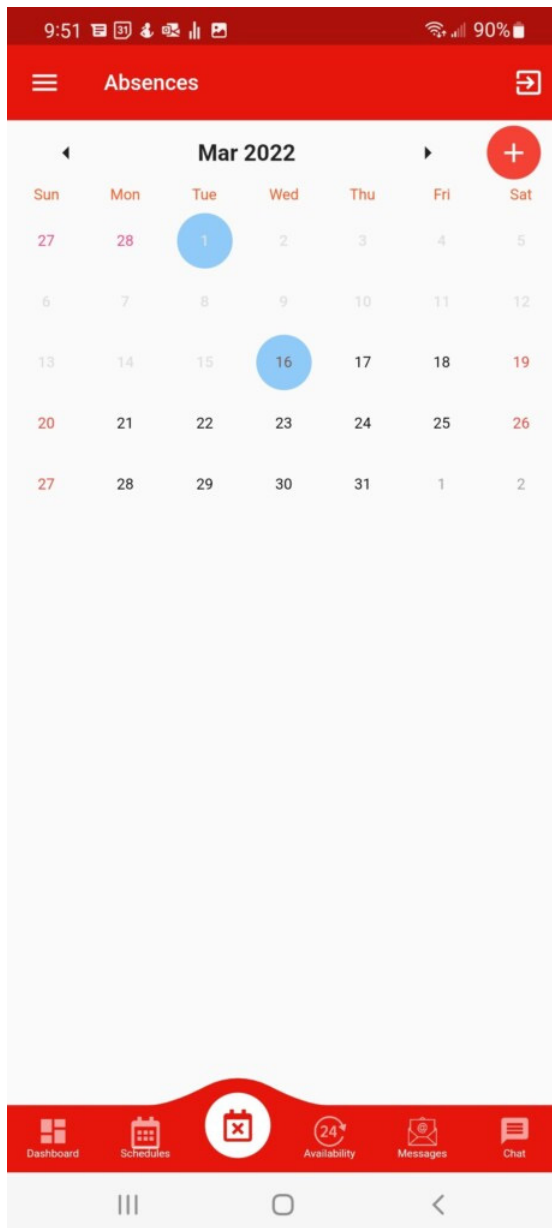 9:51 31 90%
Absences
Mar 2022
Sun Mon Tue Wed Thu Fri Sat
27 28 1 2 3 4 5
6 7 8 9 10 11 12
13 14 15 16 17 18 19
20 21 22 23 24 25 26
27 28 29 30 31 1 2
24
@
Dashboard Schedules Availability Messages Chat